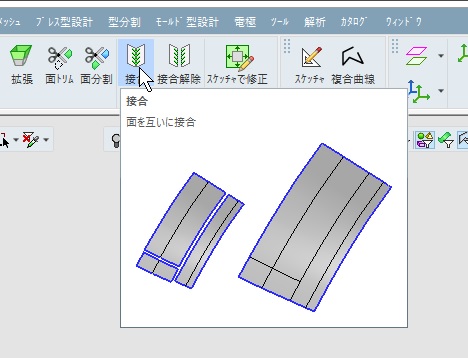 ﾒｯｼｭ ﾌﾟﾚｽ型設計 型分割 ﾓｰﾙﾄﾞ型設計 電極 ﾂｰﾙ 解析 ｶﾀﾛｸﾞ ｳｨﾝﾄﾞｳ
拡張 面ﾄﾘﾑ 面分割 接合 接合解除 ｽｹｯﾁｬで修正 ｽｹｯﾁｬ 複合曲線
接合
面を互いに接合